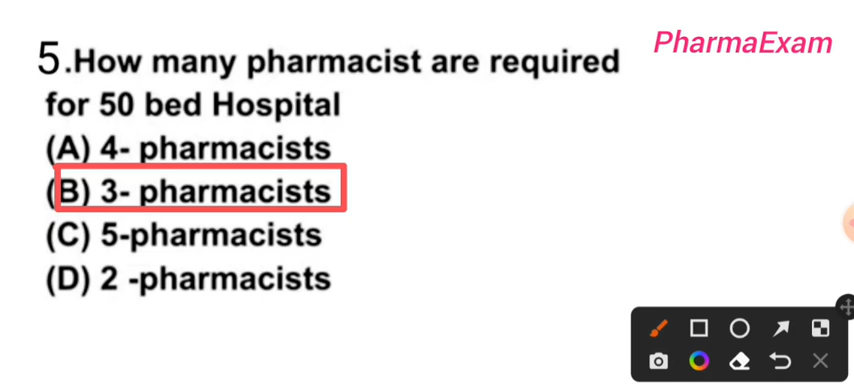 PharmaExam
5.How many pharmacist are required
for 50 bed Hospital
(A) 4- pharmacists
(B) 3- pharmacists
(C) 5-pharmacists
(D) 2 -pharmacists